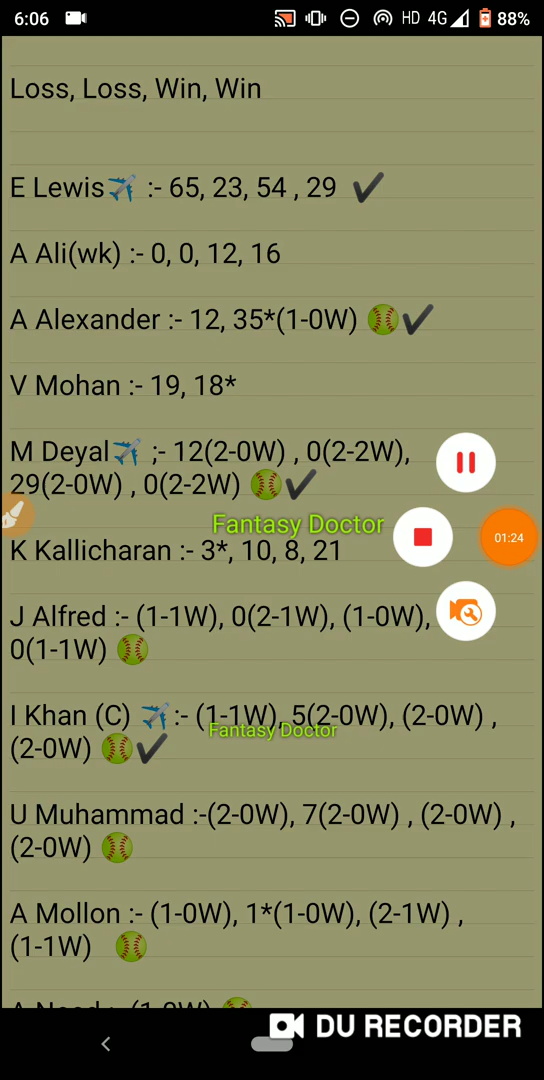 6:06 HD 4G 88%
Loss, Loss, Win, Win
E Lewis✈️ :- 65, 23, 54 , 29 ✔️
A Ali(wk) :- 0, 0, 12, 16
A Alexander :- 12, 35*(1-0W) 🥎✔️
V Mohan :- 19, 18*
M Deyal✈️ ;- 12(2-0W) , 0(2-2W),
29(2-0W) , 0(2-2W) 🥎✔️
Fantasy Doctor
01:24
K Kallicharan :- 3*, 10, 8, 21
J Alfred :- (1-1W), 0(2-1W), (1-0W),
0(1-1W) 🥎
I Khan (C) ✈️:- (1-1W), 5(2-0W), (2-0W) ,
Fantasy Doctor
(2-0W) 🥎✔️
U Muhammad :-(2-0W), 7(2-0W) , (2-0W) ,
(2-0W) 🥎
A Mollon :- (1-0W), 1*(1-0W), (2-1W) ,
(1-1W) 🥎
DU RECORDER